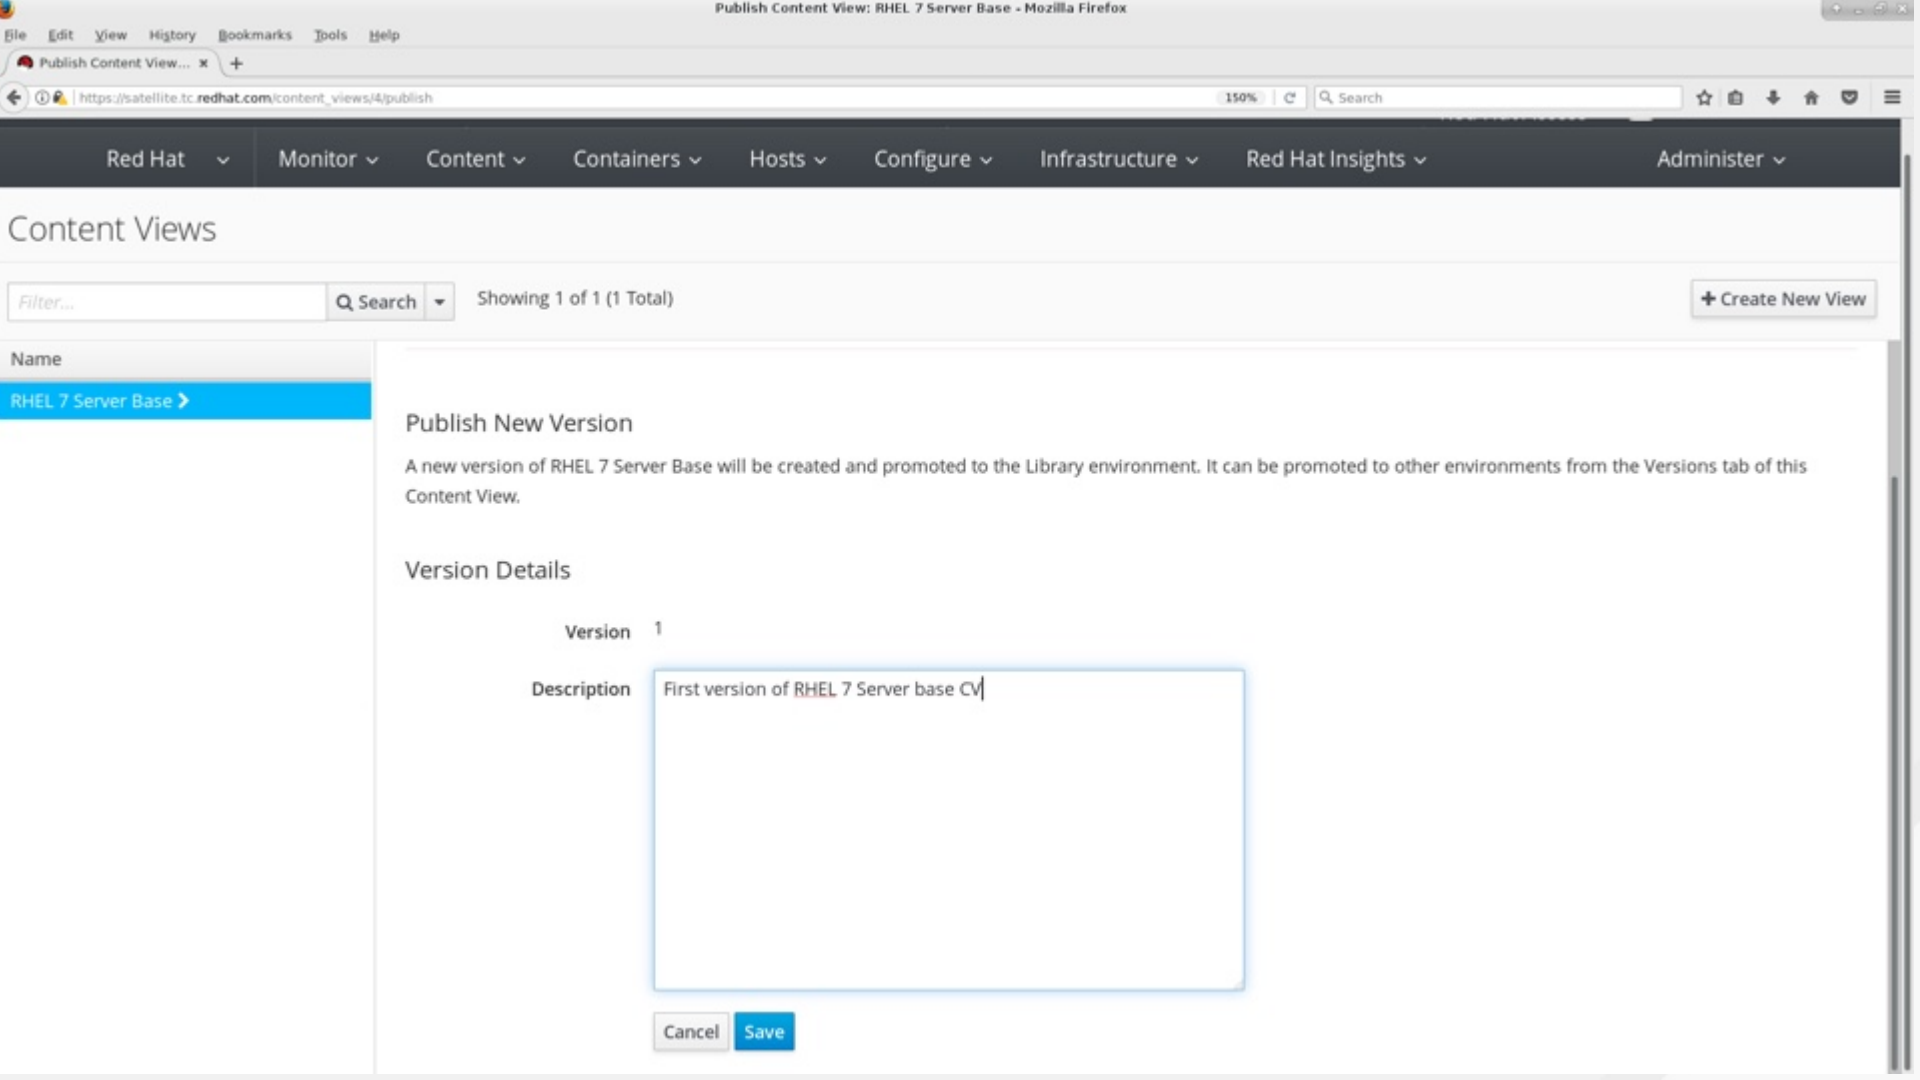 Publish Content View: RHEL 7 Server Base - Mozilla Firefox
File Edit View History Bookmarks Tools Help
Publish Content View... × +
https://satellite.tc.redhat.com/content_views/4/publish 150% Search
Red Hat Monitor Content Containers Hosts Configure Infrastructure Red Hat Insights Administer
Content Views
Filter... Search Showing 1 of 1 (1 Total) + Create New View
Name
RHEL 7 Server Base
Publish New Version
A new version of RHEL 7 Server Base will be created and promoted to the Library environment. It can be promoted to other environments from the Versions tab of this
Content View.
Version Details
Version 1
Description First version of RHEL 7 Server base CV
Cancel Save